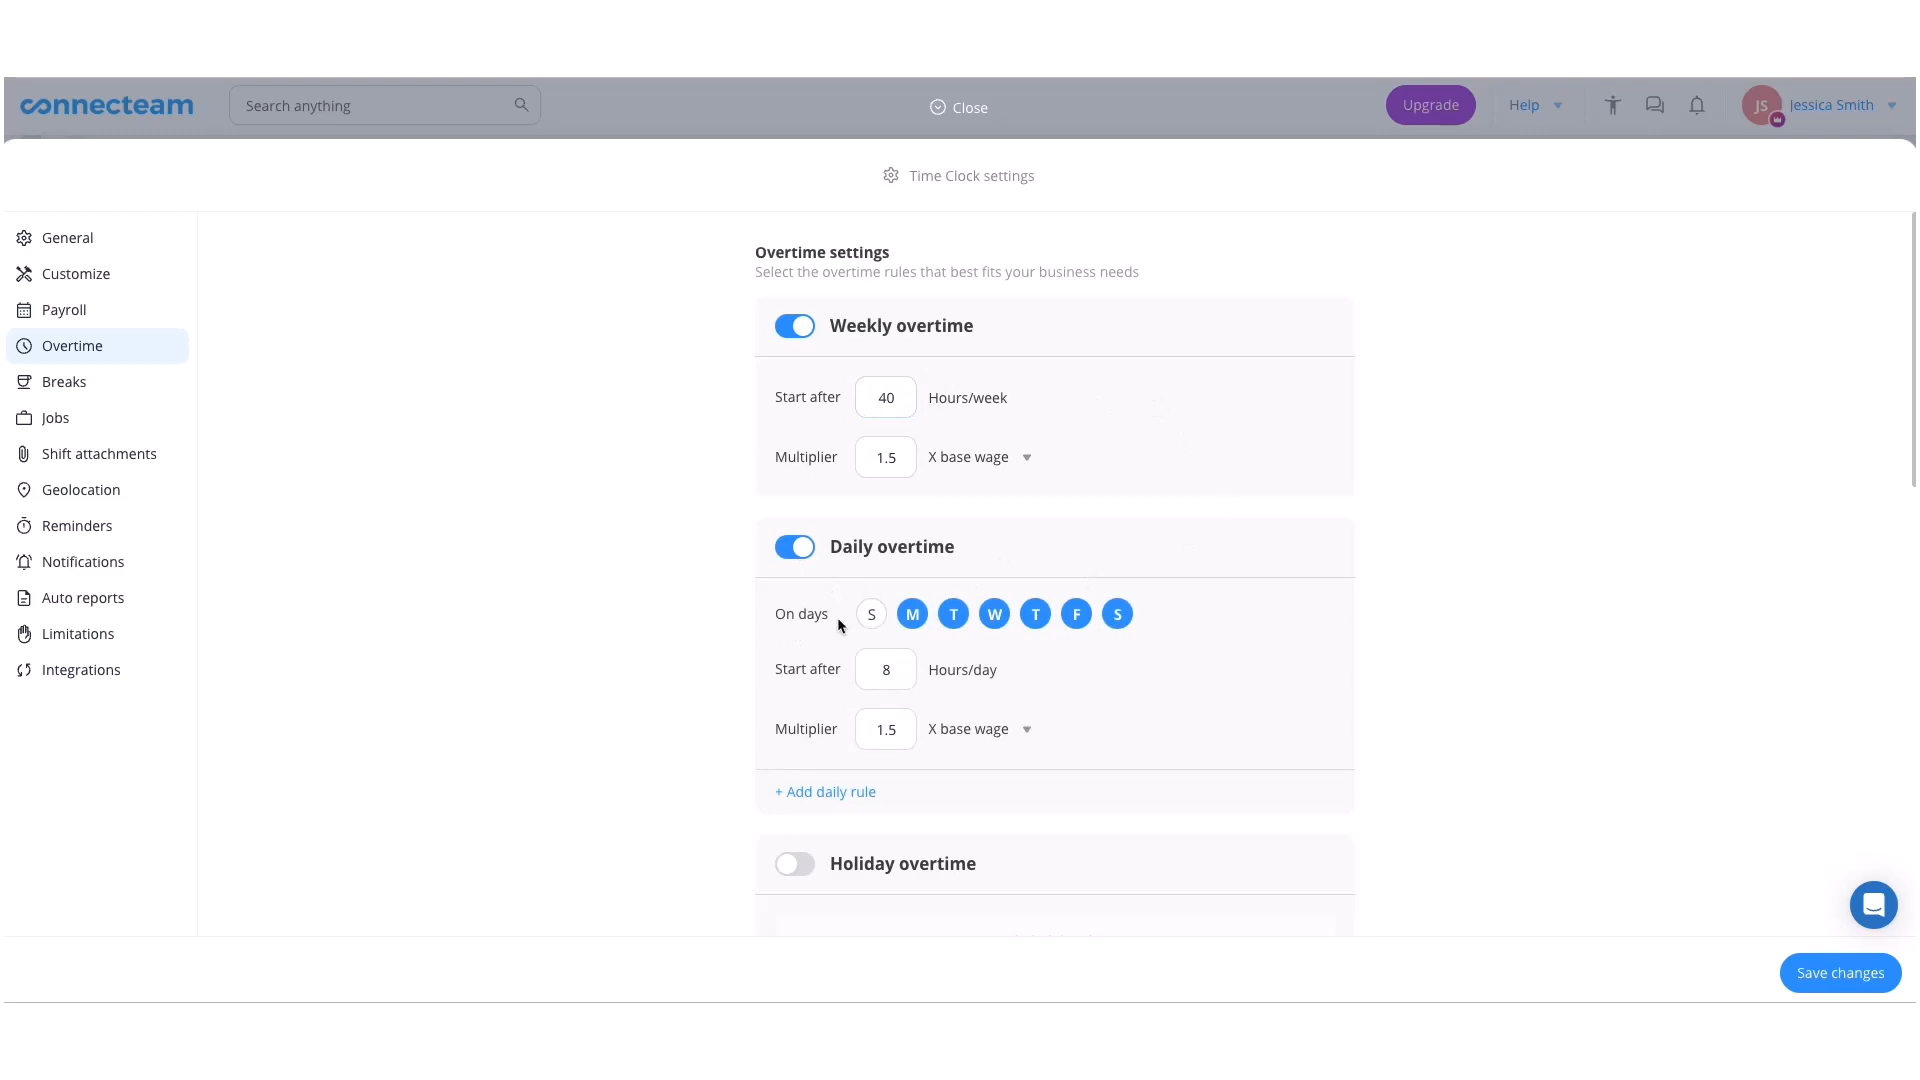 connecteam
Search anything
Close
Upgrade
Help
JS
Jessica Smith
Time Clock settings
General
Customize
Payroll
Overtime
Breaks
Jobs
Shift attachments
Geolocation
Reminders
Notifications
Auto reports
Limitations
Integrations
Overtime settings
Select the overtime rules that best fits your business needs
Weekly overtime
Start after 40 Hours/week
Multiplier 1.5 X base wage
Daily overtime
On days S M T W T F S
Start after 8 Hours/day
Multiplier 1.5 X base wage
+ Add daily rule
Holiday overtime
Save changes